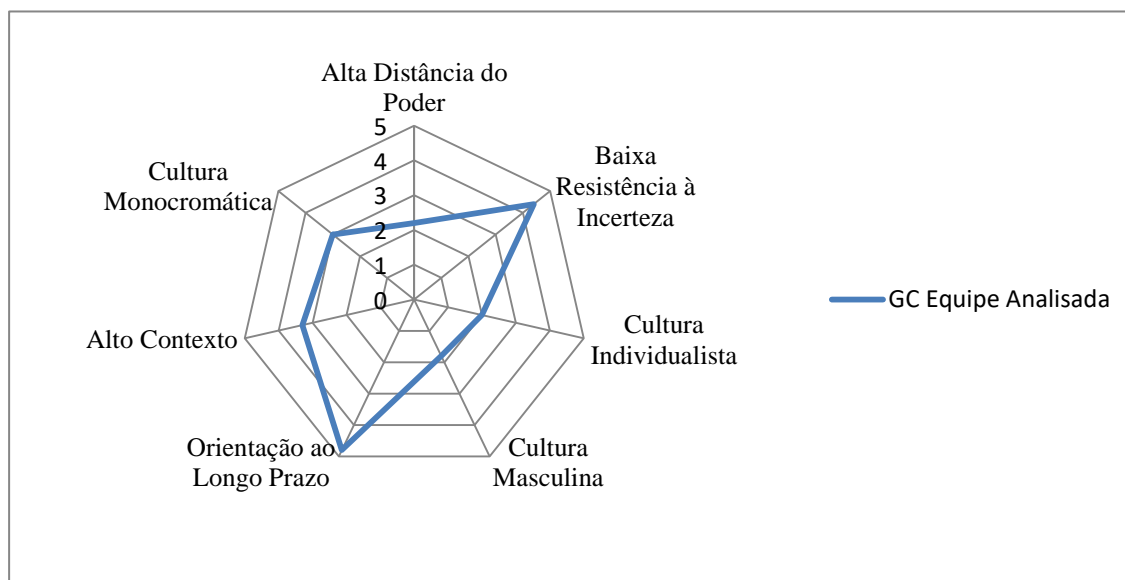 Alta Distância do
Poder
5
4
3
2
1
0
Baixa
Resistência à
Incerteza
Cultura
Individualista
Cultura
Masculina
Orientação ao
Longo Prazo
Alto Contexto
Cultura
Monocromática
GC Equipe Analisada